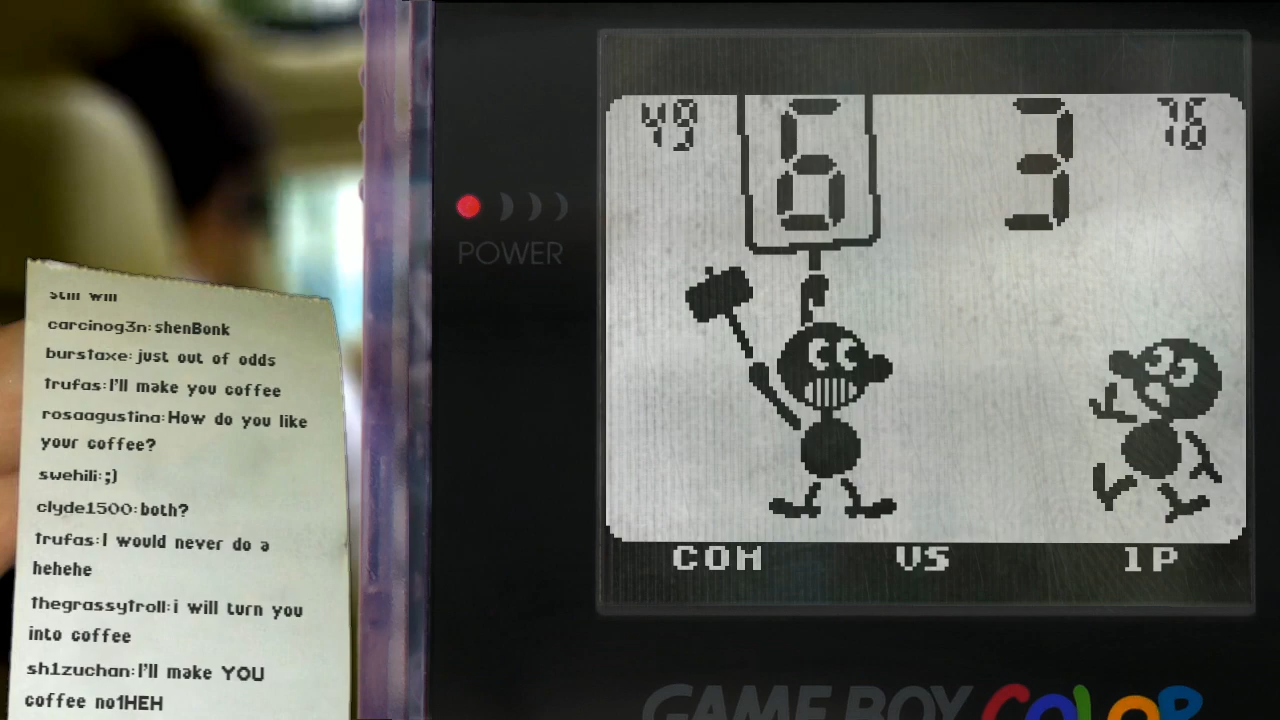 still will
carcinog3n: shenBonk
burstaxe: just out of odds
trufas: I'll make you coffee
rosaagustina: How do you like
your coffee?
swehili: ;)
clyde1500: both?
trufas: I would never do a
hehehe
thegrassytroll: i will turn you
into coffee
sh1zuchan: I'll make YOU
coffee no1HEH
POWER
6
3
COM VS 1P
GAME BOY COLOR